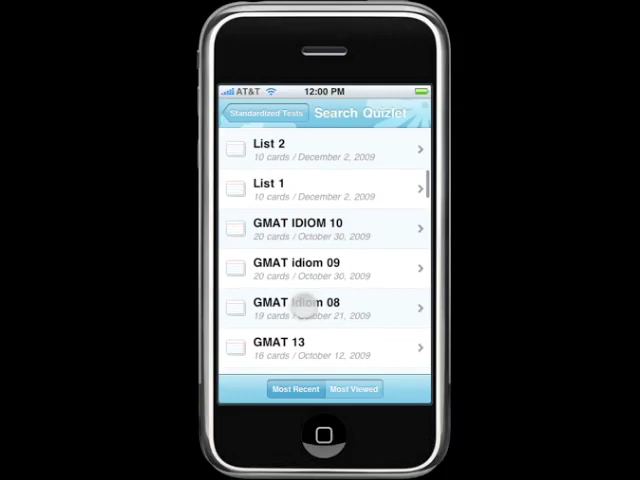 AT&T 12:00 PM
Standardized Tests Search Quizlet
List 2
10 cards / December 2, 2009
List 1
10 cards / December 2, 2009
GMAT IDIOM 10
20 cards / October 30, 2009
GMAT idiom 09
20 cards / October 30, 2009
GMAT idiom 08
19 cards / October 21, 2009
GMAT 13
16 cards / October 12, 2009
Most Recent Most Viewed